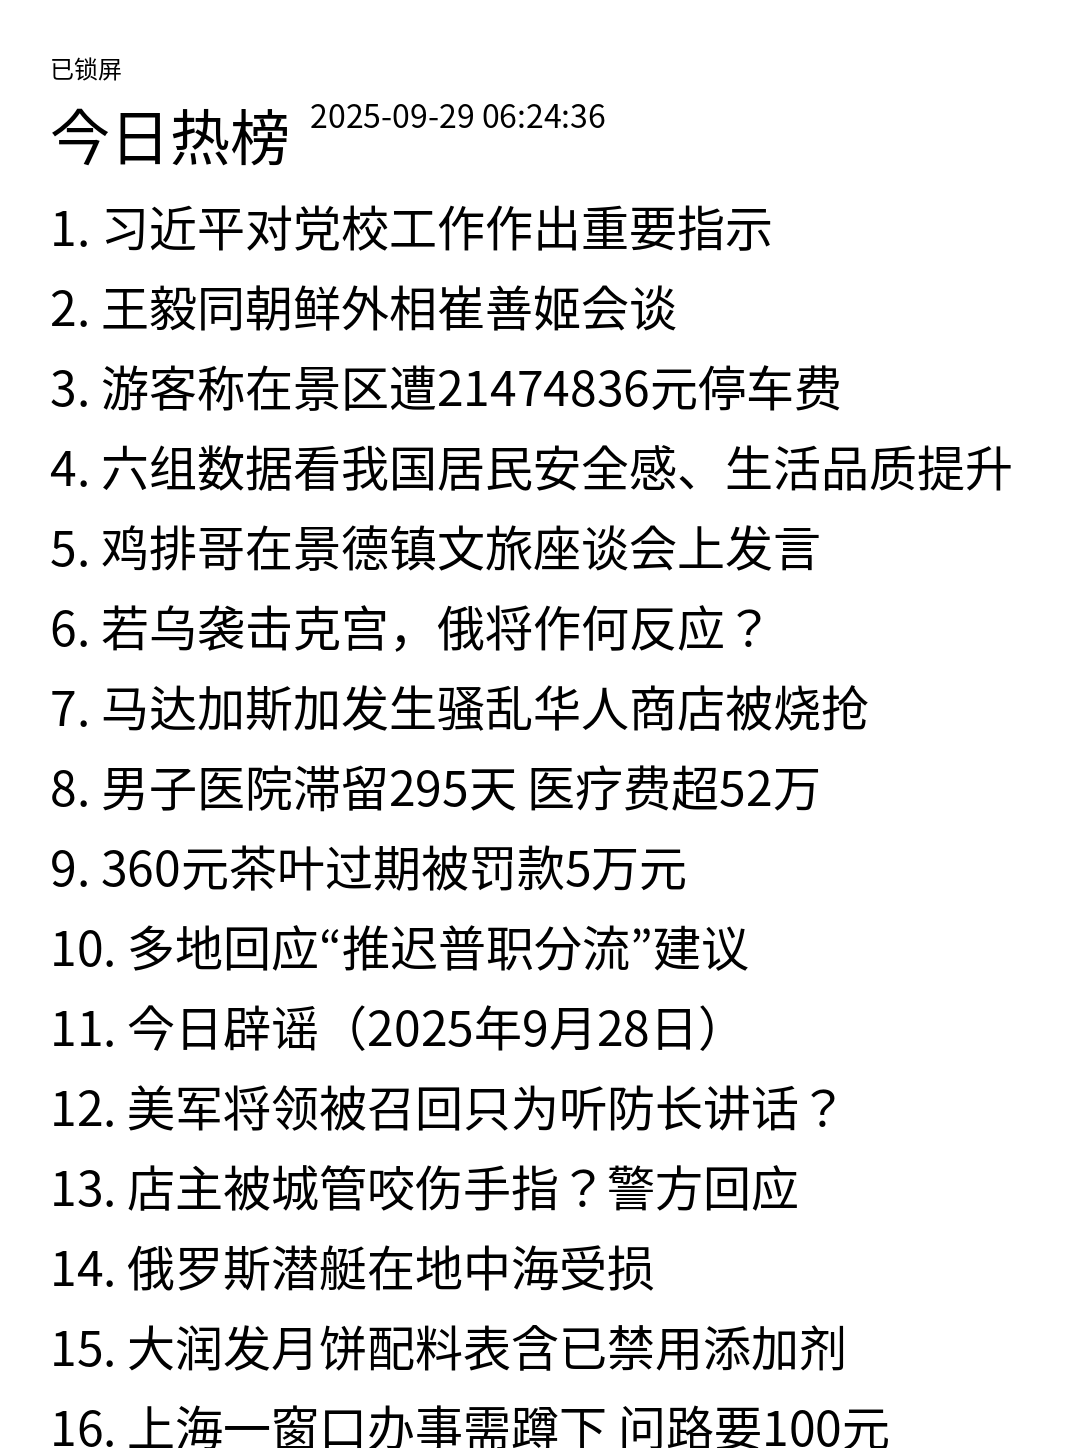 已锁屏
今日热榜 2025-09-29 06:24:36
1. 习近平对党校工作作出重要指示
2. 王毅同朝鲜外相崔善姬会谈
3. 游客称在景区遭21474836元停车费
4. 六组数据看我国居民安全感、生活品质提升
5. 鸡排哥在景德镇文旅座谈会上发言
6. 若乌袭击克宫，俄将作何反应？
7. 马达加斯加发生骚乱华人商店被烧抢
8. 男子医院滞留295天 医疗费超52万
9. 360元茶叶过期被罚款5万元
10. 多地回应“推迟普职分流”建议
11. 今日辟谣（2025年9月28日）
12. 美军将领被召回只为听防长讲话？
13. 店主被城管咬伤手指？警方回应
14. 俄罗斯潜艇在地中海受损
15. 大润发月饼配料表含已禁用添加剂
16. 上海一窗口办事需蹲下 问路要100元